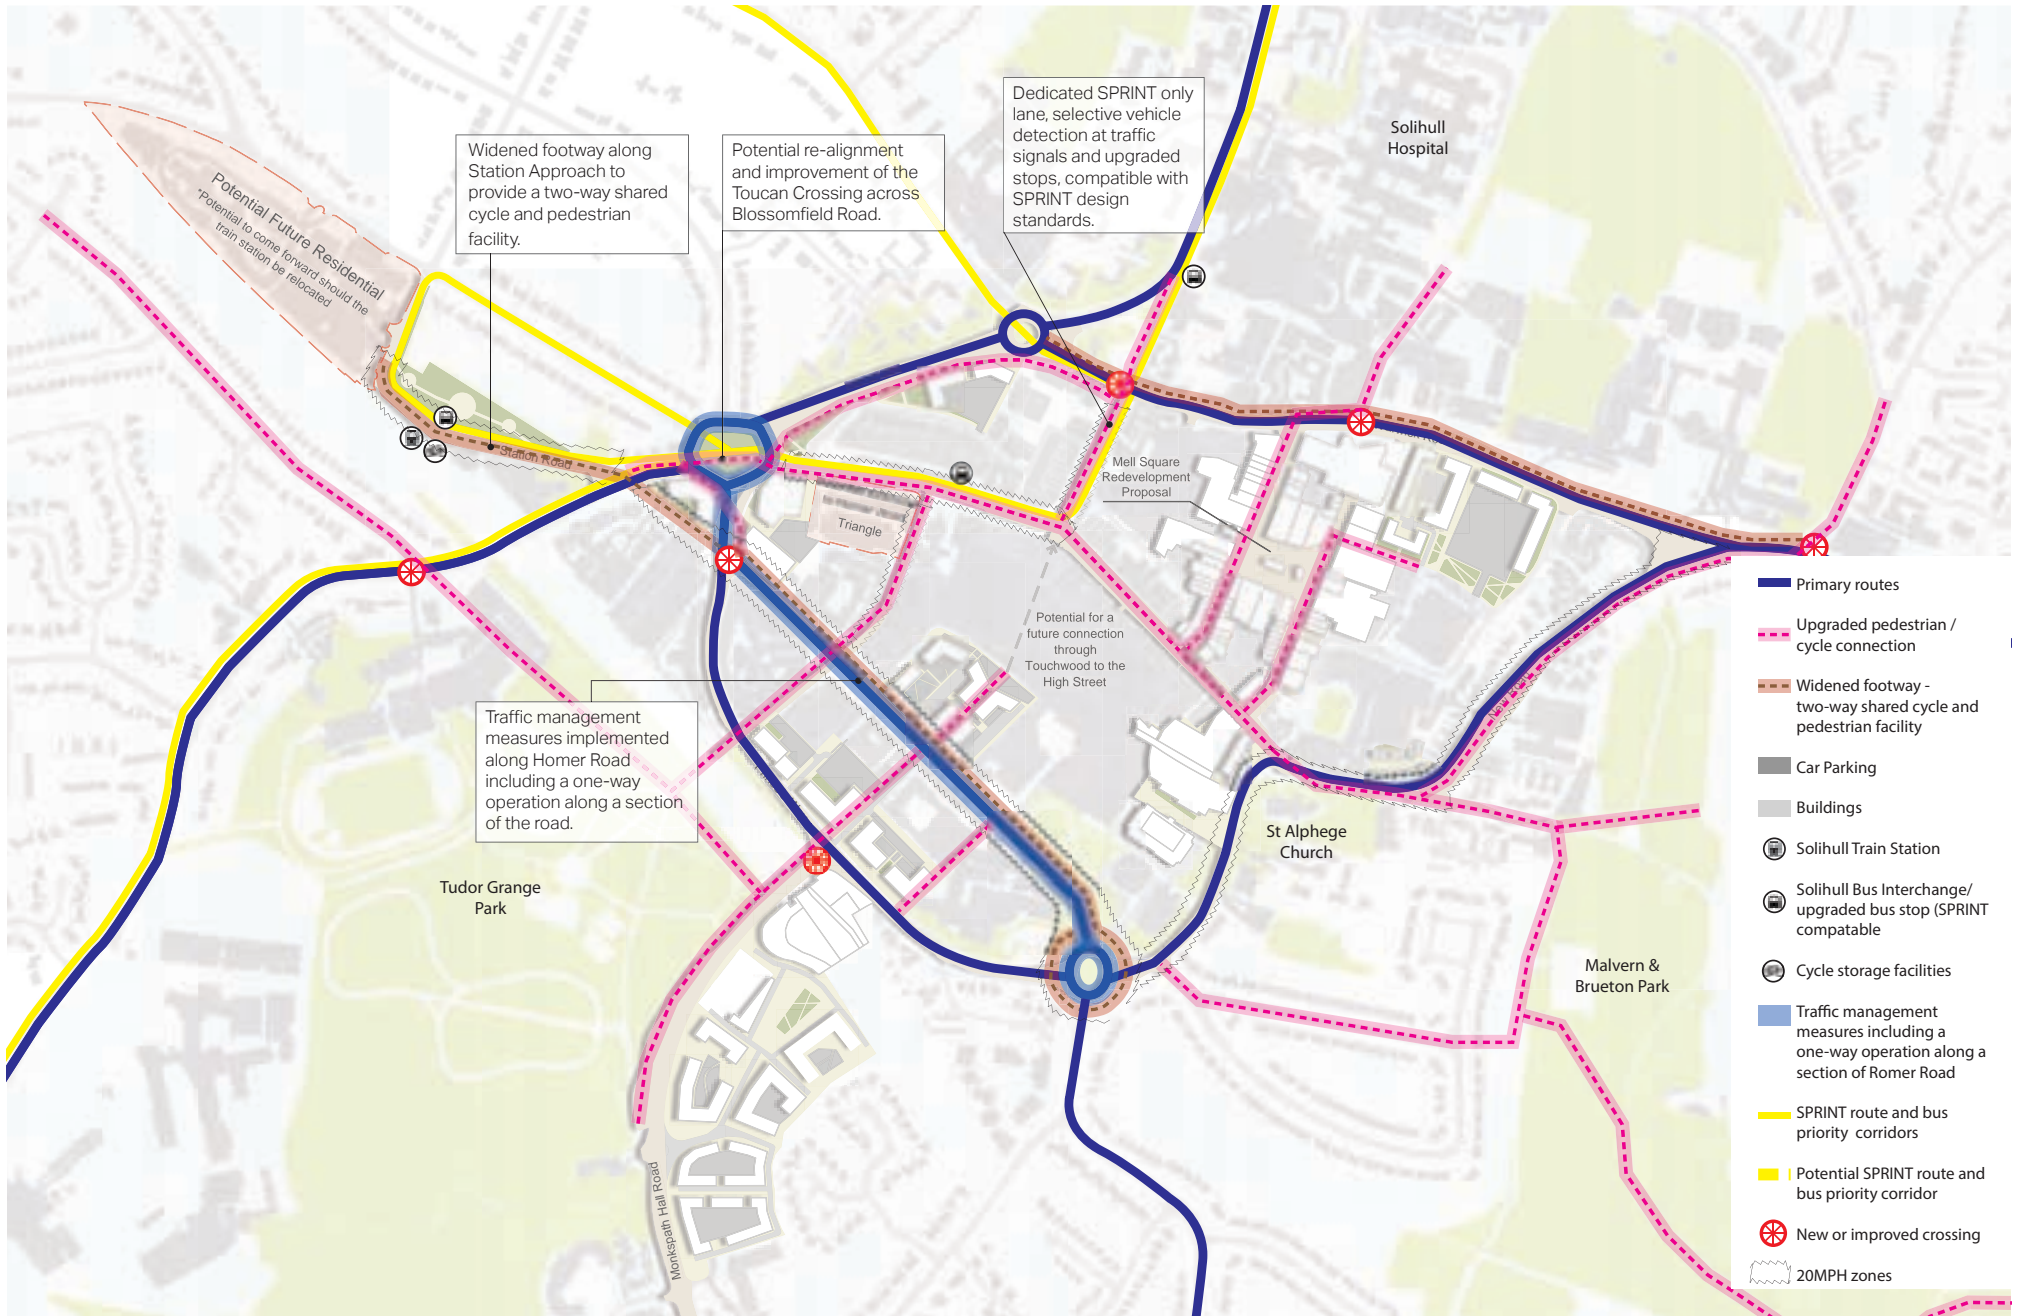 Widened footway along
Station Approach to
provide a two-way shared
cycle and pedestrian
facility.
Potential re-alignment
and improvement of the
Toucan Crossing across
Blossomfield Road.
Dedicated SPRINT only
lane, selective vehicle
detection at traffic
signals and upgraded
stops, compatible with
SPRINT design
standards.
Solihull
Hospital
Potential Future Residential
*Potential to come forward should the
train station be relocated
Station Road
Mell Square
Redevelopment
Proposal
Triangle
Potential for a
future connection
through
Touchwood to the
High Street
Traffic management
measures implemented
along Homer Road
including a one-way
operation along a section
of the road.
St Alphege
Church
Tudor Grange
Park
Malvern &
Brueton Park
Monkspath Hall Road
Primary routes
Upgraded pedestrian /
cycle connection
Widened footway -
two-way shared cycle and
pedestrian facility
Car Parking
Buildings
Solihull Train Station
Solihull Bus Interchange/
upgraded bus stop (SPRINT
compatable
Cycle storage facilities
Traffic management
measures including a
one-way operation along a
section of Romer Road
SPRINT route and bus
priority corridors
Potential SPRINT route and
bus priority corridor
New or improved crossing
20MPH zones